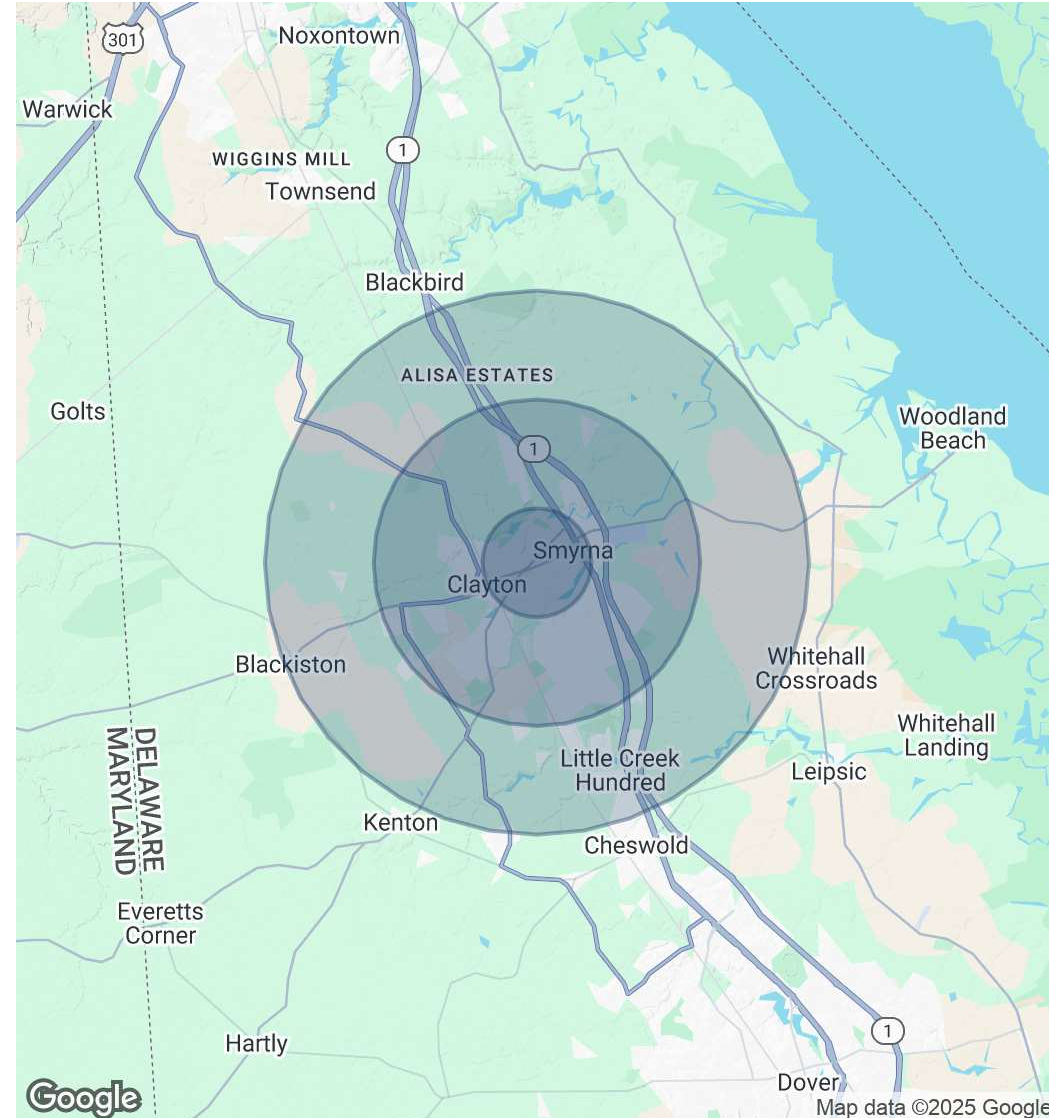 Noxontown
301
Warwick
1
WIGGINS MILL
Townsend
Blackbird
ALISA ESTATES
Golts
Woodland
Beach
1
Smyrna
Clayton
Blackiston
Whitehall
Crossroads
Whitehall
Landing
DELAWARE
MARYLAND
Little Creek
Hundred
Leipsic
Kenton
Cheswold
Everetts
Corner
1
Hartly
Dover
Google
Map data ©2025 Google